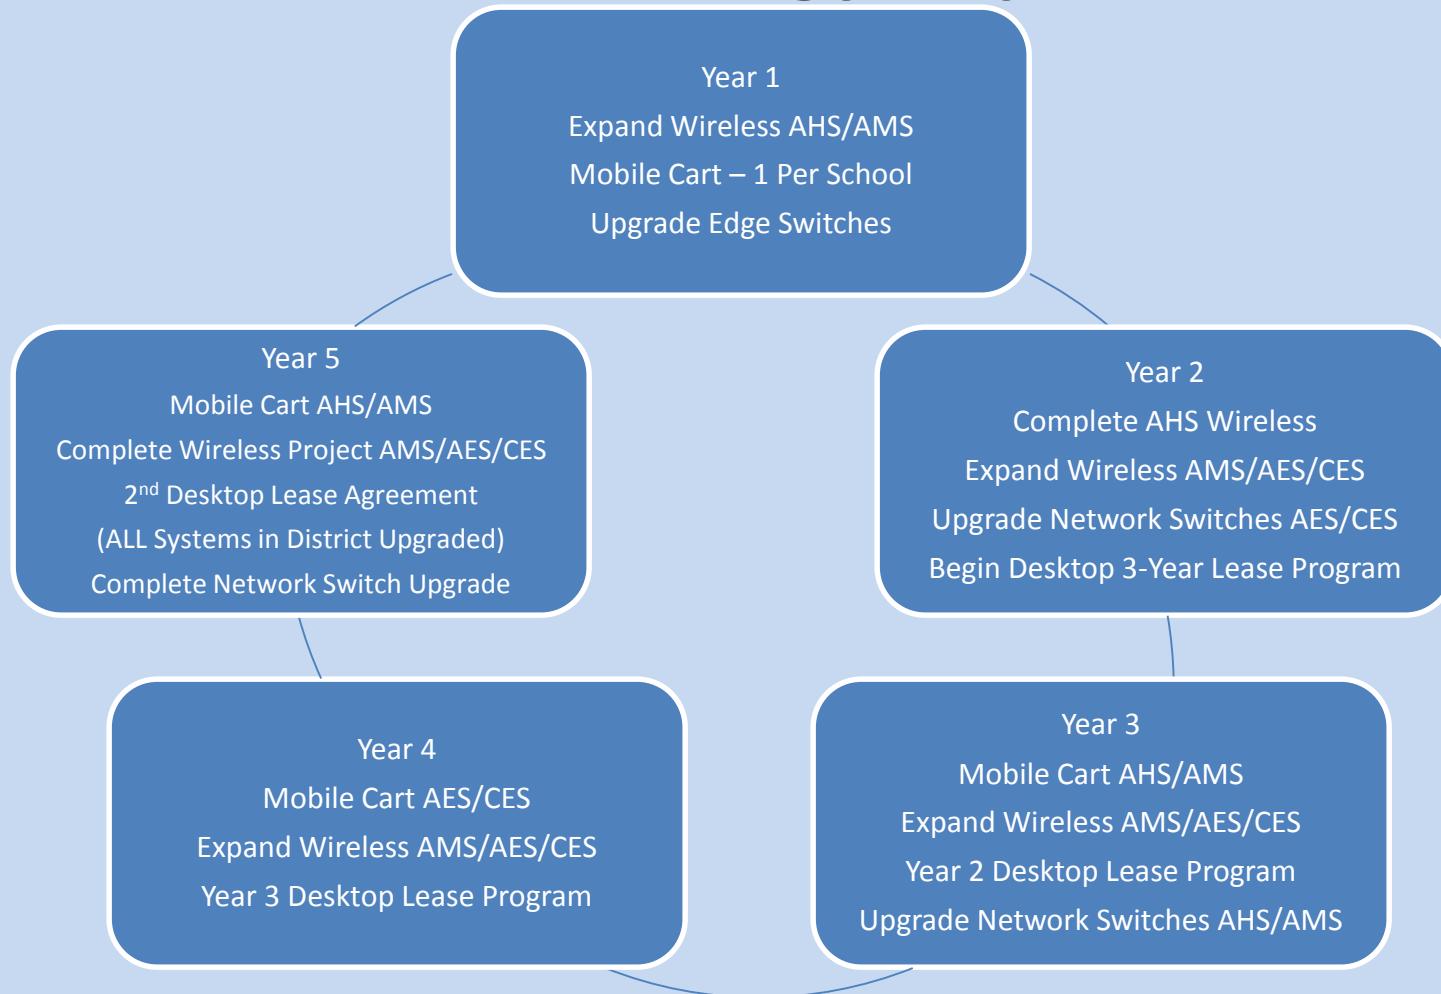 Year 1
Expand Wireless AHS/AMS
Mobile Cart – 1 Per School
Upgrade Edge Switches
Year 2
Complete AHS Wireless
Expand Wireless AMS/AES/CES
Upgrade Network Switches AES/CES
Begin Desktop 3-Year Lease Program
Year 3
Mobile Cart AHS/AMS
Expand Wireless AMS/AES/CES
Year 2 Desktop Lease Program
Upgrade Network Switches AHS/AMS
Year 4
Mobile Cart AES/CES
Expand Wireless AMS/AES/CES
Year 3 Desktop Lease Program
Year 5
Mobile Cart AHS/AMS
Complete Wireless Project AMS/AES/CES
2nd Desktop Lease Agreement
(ALL Systems in District Upgraded)
Complete Network Switch Upgrade